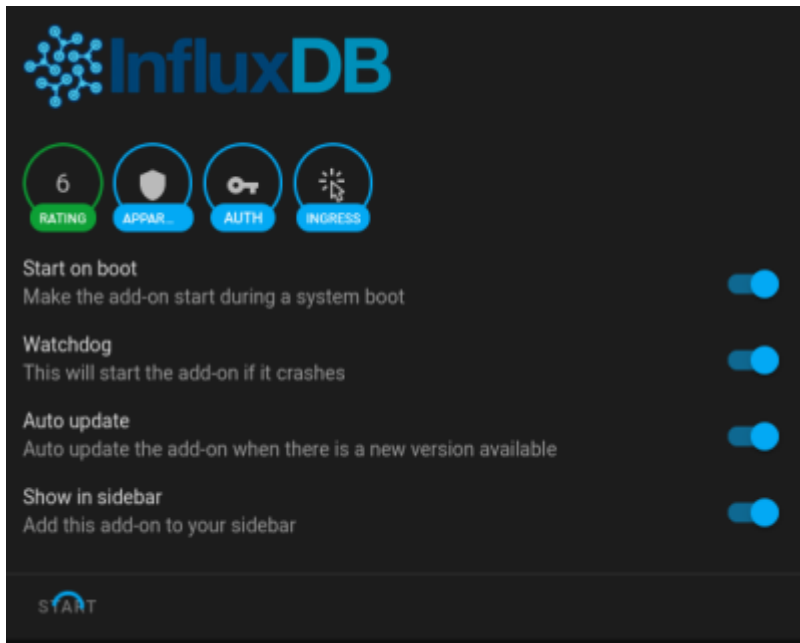 InfluxDB
6
RATING
APPAR...
AUTH
INGRESS
Start on boot
Make the add-on start during a system boot
Watchdog
This will start the add-on if it crashes
Auto update
Auto update the add-on when there is a new version available
Show in sidebar
Add this add-on to your sidebar
START